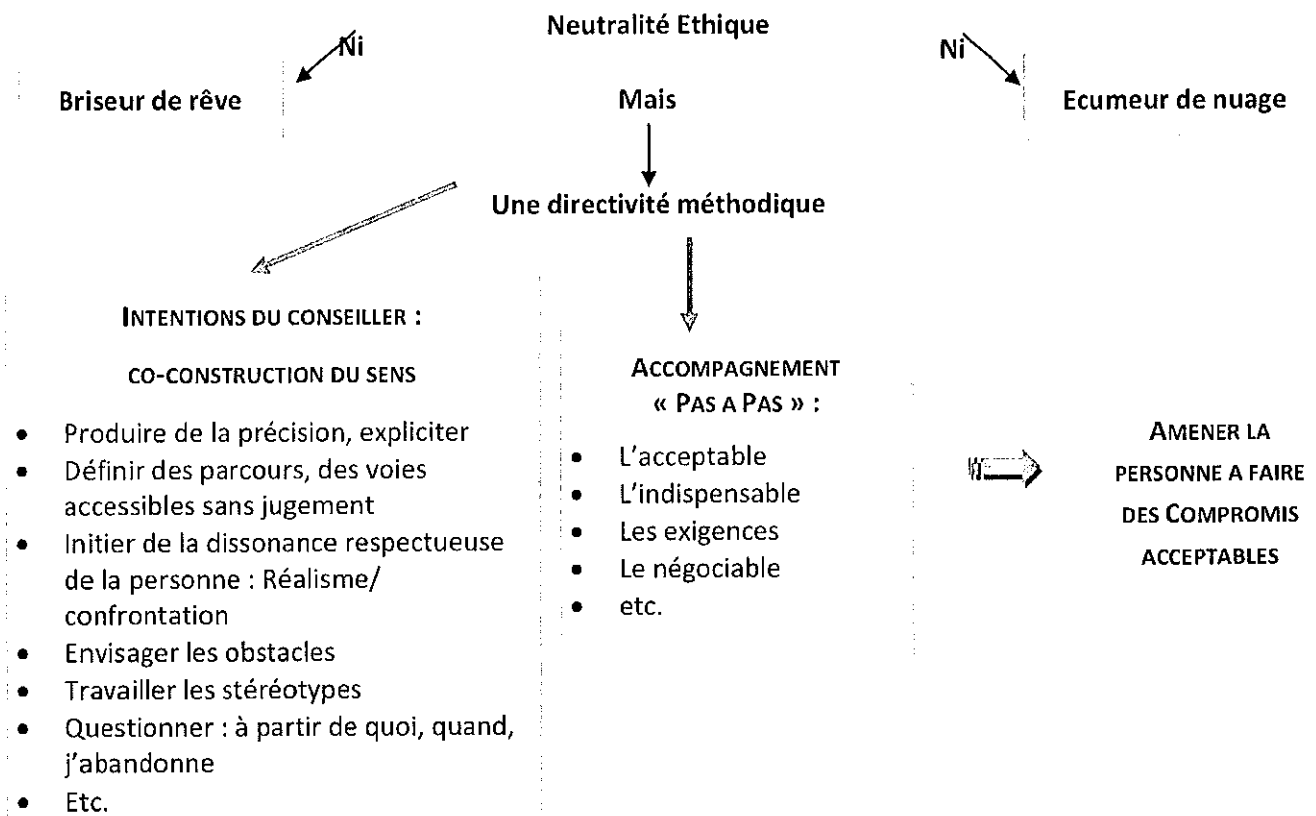 Neutralité Ethique
Ni
Ni
Briseur de rêve
Mais
Ecumeur de nuage
Une directivité méthodique
INTENTIONS DU CONSEILLER :
CO-CONSTRUCTION DU SENS
• Produire de la précision, expliciter
• Définir des parcours, des voies
accessibles sans jugement
• Initier de la dissonance respectueuse
de la personne : Réalisme/
confrontation
• Envisager les obstacles
• Travailler les stéréotypes
• Questionner : à partir de quoi, quand,
j'abandonne
• Etc.
ACCOMPAGNEMENT
« PAS A PAS » :
• L'acceptable
• L'indispensable
• Les exigences
• Le négociable
• etc.
AMENER LA
PERSONNE A FAIRE
DES COMPROMIS
ACCEPTABLES